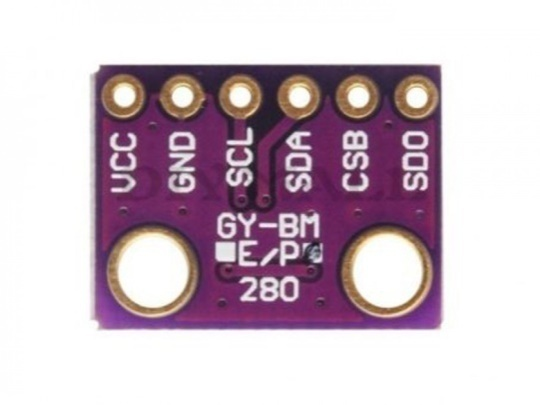 VCC GND SCL SDA CSB SDO
GY-BM
E/P
280